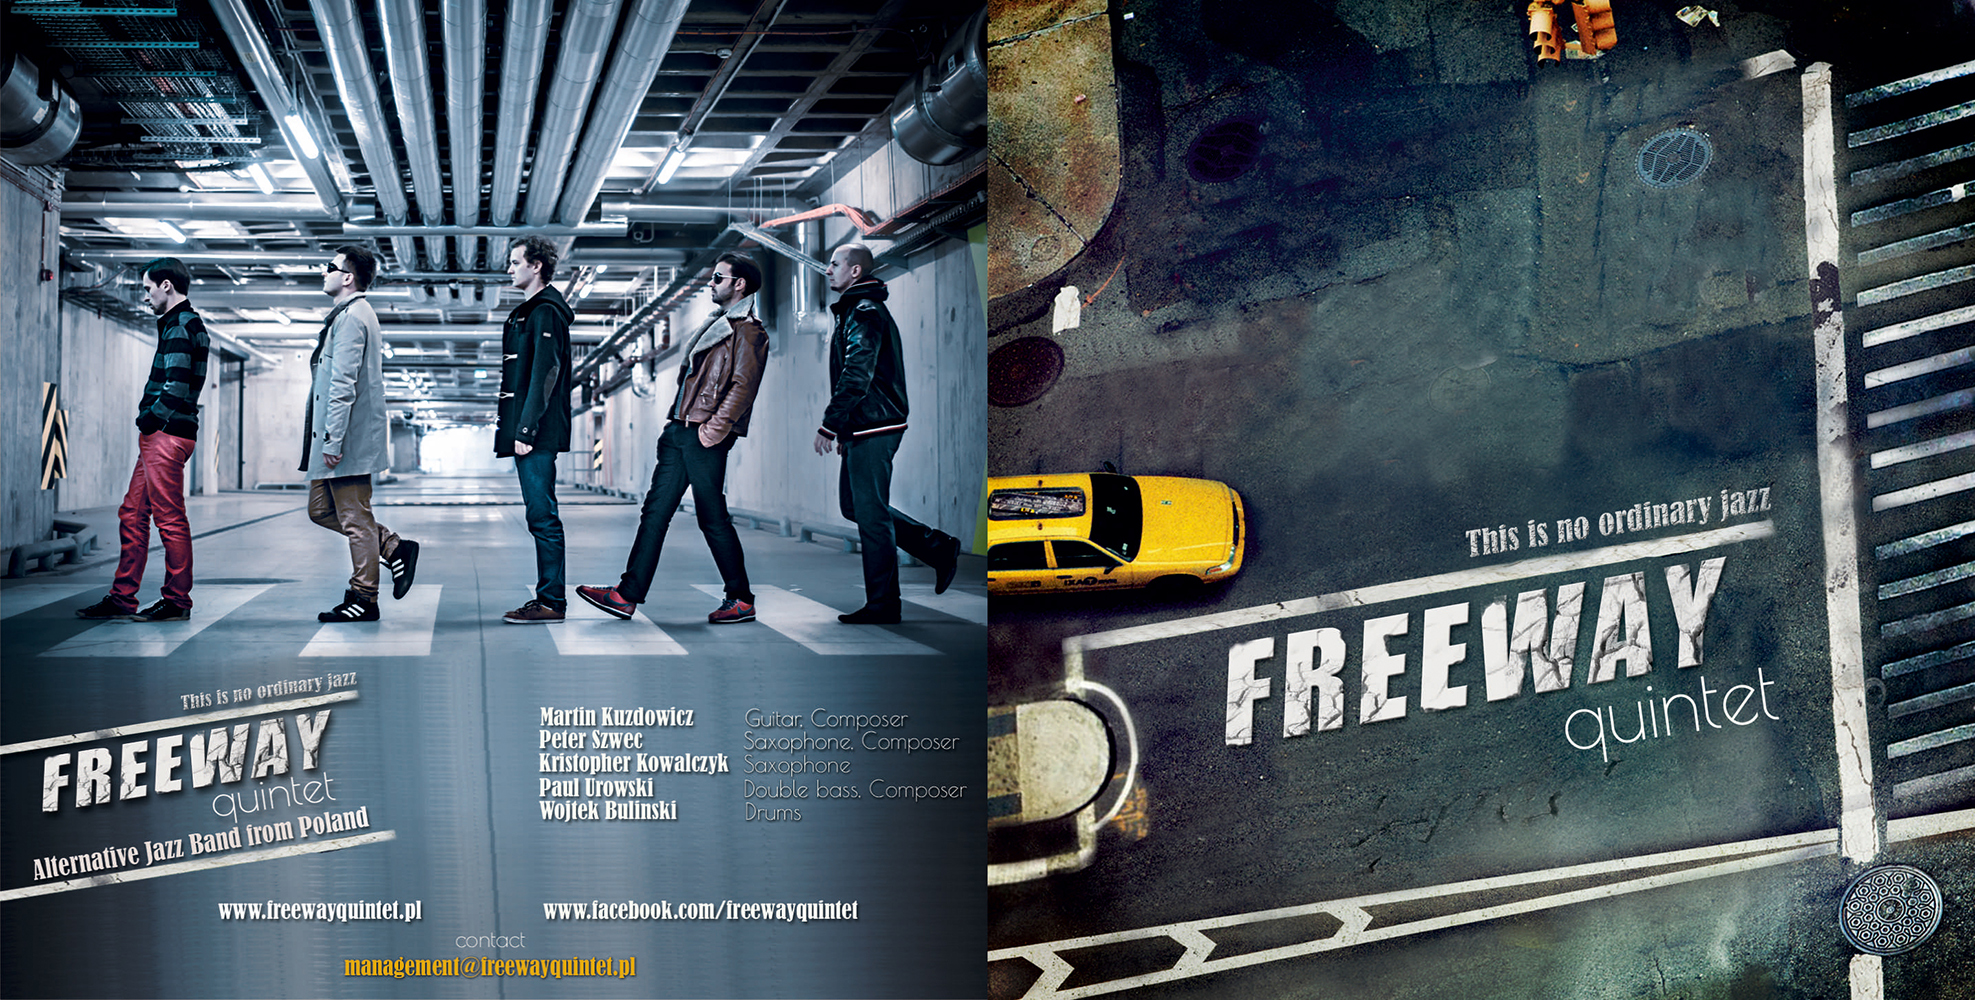 This is no ordinary jazz
FREEWAY
quintet
Alternative Jazz Band from Poland
Martin Kuzdowicz Guitar, Composer
Peter Szwec Saxophone, Composer
Kristopher Kowalczyk Saxophone
Paul Urowski Double bass, Composer
Wojtek Bulinski Drums
www.freewayquintet.pl
www.facebook.com/freewayquintet
contact
management@freewayquintet.pl
This is no ordinary jazz
FREEWAY
quintet